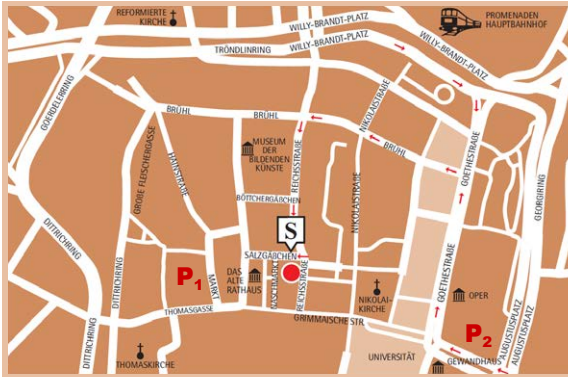 REFORMIERTE
KIRCHE
WILLY-BRANDT-PLATZ
PROMENADEN
HAUPTBAHNHOF
TRÖNDLINRING
WILLY-BRANDT-PLATZ
WILLY-BRANDT-PLATZ
GOERDELERRING
BRÜHL
BRÜHL
NIKOLAISTRAßE
BRÜHL
GOETHESTRAßE
GEORGIRING
GROßE FLEISCHERGASSE
HAINSTRAßE
MUSEUM
DER
BILDENDEN
KÜNSTE
REICHSSTRAßE
NIKOLAISTRAßE
BÖTTCHERGÄßCHEN
S
SALZGÄßCHEN
DITTRICHRING
DITTRICHRING
P1
MARKT
DAS
ALTE
RATHAUS
NASCHMARKT
REICHSSTRAßE
NIKOLAI-
KIRCHE
GOETHESTRAßE
OPER
THOMASGASSE
GRIMMAISCHE STR.
P2
AUGUSTUSPLATZ
AUGUSTUSPLATZ
DITTRICHRING
THOMASKIRCHE
UNIVERSITÄT
GEWANDHAUS